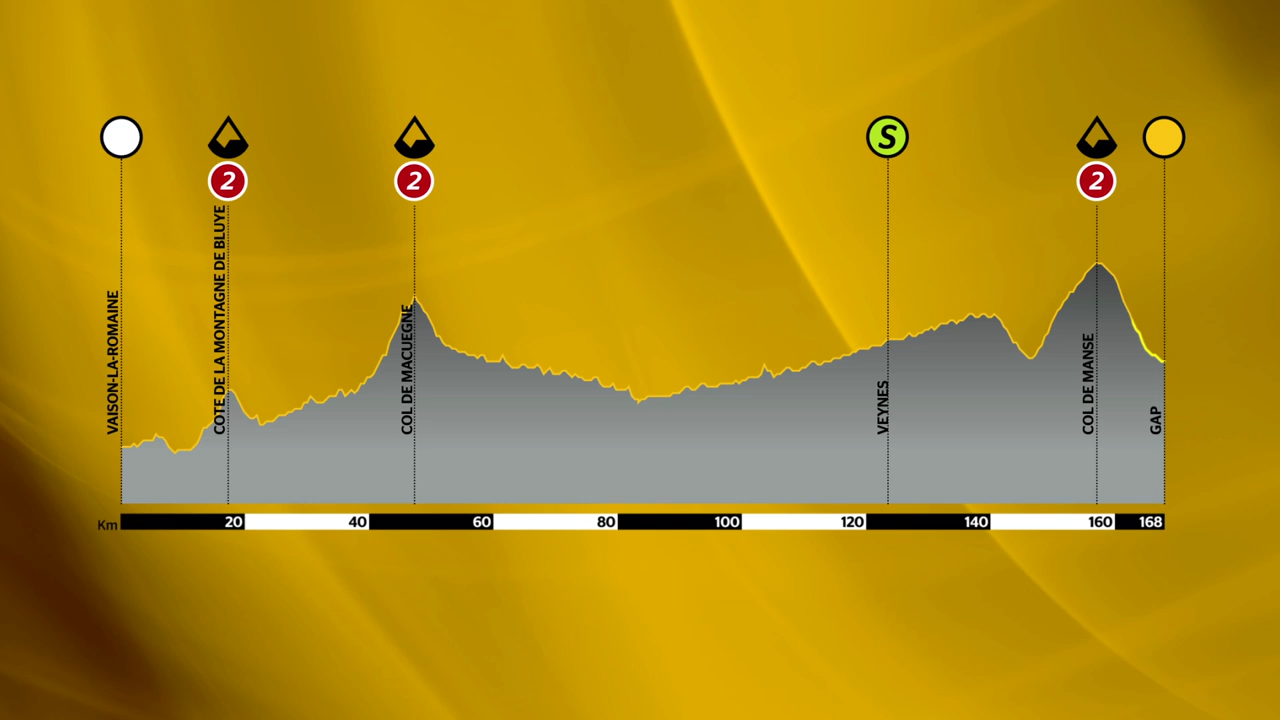 2
2
S
2
VAISON-LA-ROMAINE
COTE DE LA MONTAGNE DE BLUYE
COL DE MACUEGNE
VEYNES
COL DE MANSE
GAP
Km 20 40 60 80 100 120 140 160 168